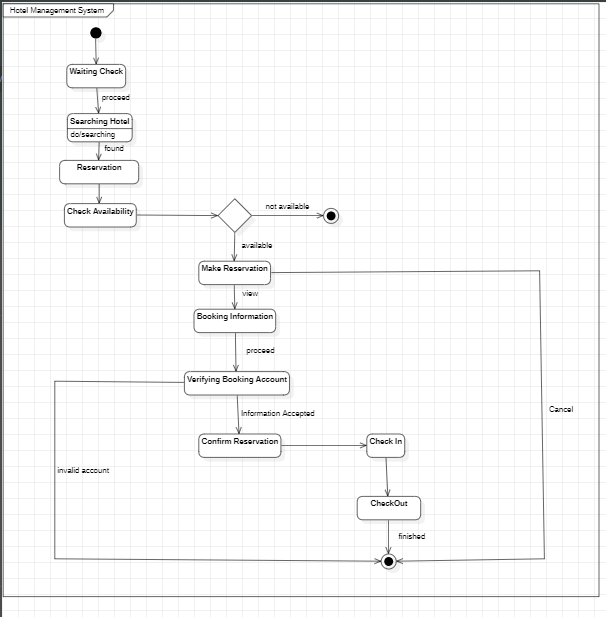 Hotel Management System
Waiting Check
proceed
Searching Hotel
do/searching
found
Reservation
Check Availability
not available
available
Make Reservation
view
Booking Information
proceed
Verifying Booking Account
Cancel
Information Accepted
Confirm Reservation
Check In
invalid account
CheckOut
finished